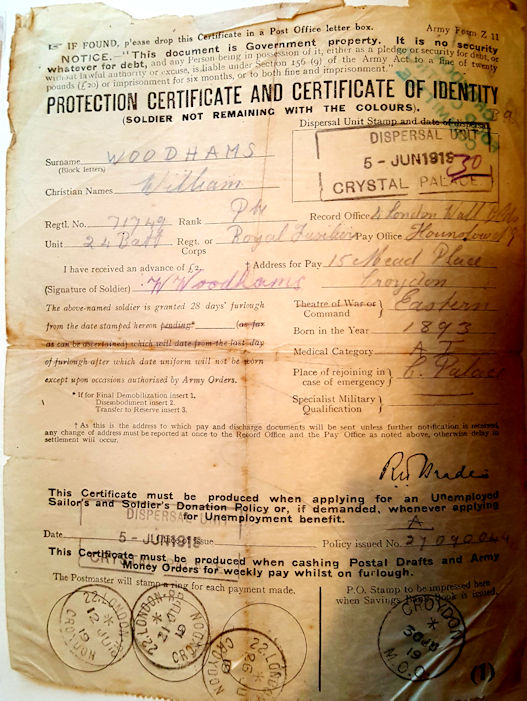 ☞ IF FOUND, please drop this Certificate in a Post Office letter box. Army Form Z 11
NOTICE.—"This document is Government property. It is no security
whatever for debt, and any Person being in possession of it, either as a pledge or security for debt, or
without lawful authority or excuse, is liable under Section 156 (9) of the Army Act to a fine of twenty
pounds (£20) or imprisonment for six months, or to both fine and imprisonment."
PROTECTION CERTIFICATE AND CERTIFICATE OF IDENTITY
(SOLDIER NOT REMAINING WITH THE COLOURS).
Dispersal Unit Stamp and date of dispersal
DISPERSAL UNIT
5-JUN1919 30
CRYSTAL PALACE.
Surname WOODHAMS
(Block letters)
Christian Names William
Regtl. No. 71749 Rank Pte Record Office 4 London Wall Bldgs
Unit 24 Batt Regt. or Corps Royal Fusiliers Pay Office Hounslow
I have received an advance of £2. † Address for Pay 15 Mead Place
(Signature of Soldier) W Woodhams Croydon
The above-named soldier is granted 28 days' furlough
from the date stamped hereon pending* (as far
as can be ascertained) which will date from the last day
of furlough after which date uniform will not be worn
except upon occasions authorised by Army Orders.
* If for Final Demobilization insert 1.
Disembodiment insert 2.
Transfer to Reserve insert 3.
Theatre of War or Command Eastern
Born in the Year 1893
Medical Category A I
Place of rejoining in case of emergency C. Palace
Specialist Military Qualification
† As this is the address to which pay and discharge documents will be sent unless further notification is received,
any change of address must be reported at once to the Record Office and the Pay Office as noted above, otherwise delay in
settlement will occur.
This Certificate must be produced when applying for an Unemployed
Sailor's and Soldier's Donation Policy or, if demanded, whenever applying
for Unemployment benefit.
DISPERSAL
A
Date 5-JUN1919 Issue Policy issued No.
This Certificate must be produced when cashing Postal Drafts and Army
Money Orders for weekly pay whilst on furlough.
CRYSTAL PALACE
The Postmaster will stamp a ring for each payment made.
P.O. Stamp to be impressed here
when Savings Bank Book is issued.
22, LONDON RD
12 JU
19
CROYDON
22, LONDON RD
21 JU
19
CROYDON
22, LONDON
26 JU
19
CROYDON
CROYDON
30 JU
19
M.O.O
(1)